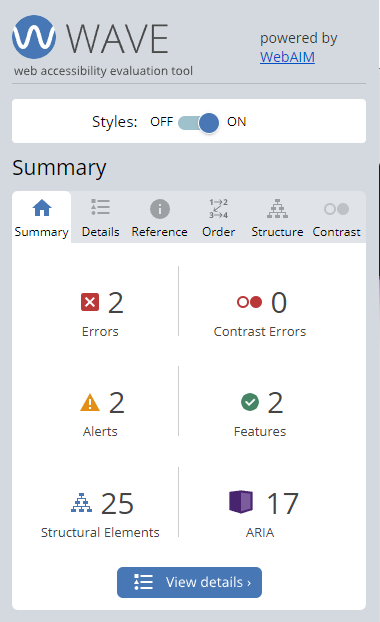 WAVE
web accessibility evaluation tool
powered by
WebAIM
Styles: OFF ON
Summary
Summary Details Reference Order Structure Contrast
1→2
3→4
2
Errors
0
Contrast Errors
2
Alerts
2
Features
25
Structural Elements
17
ARIA
View details ›